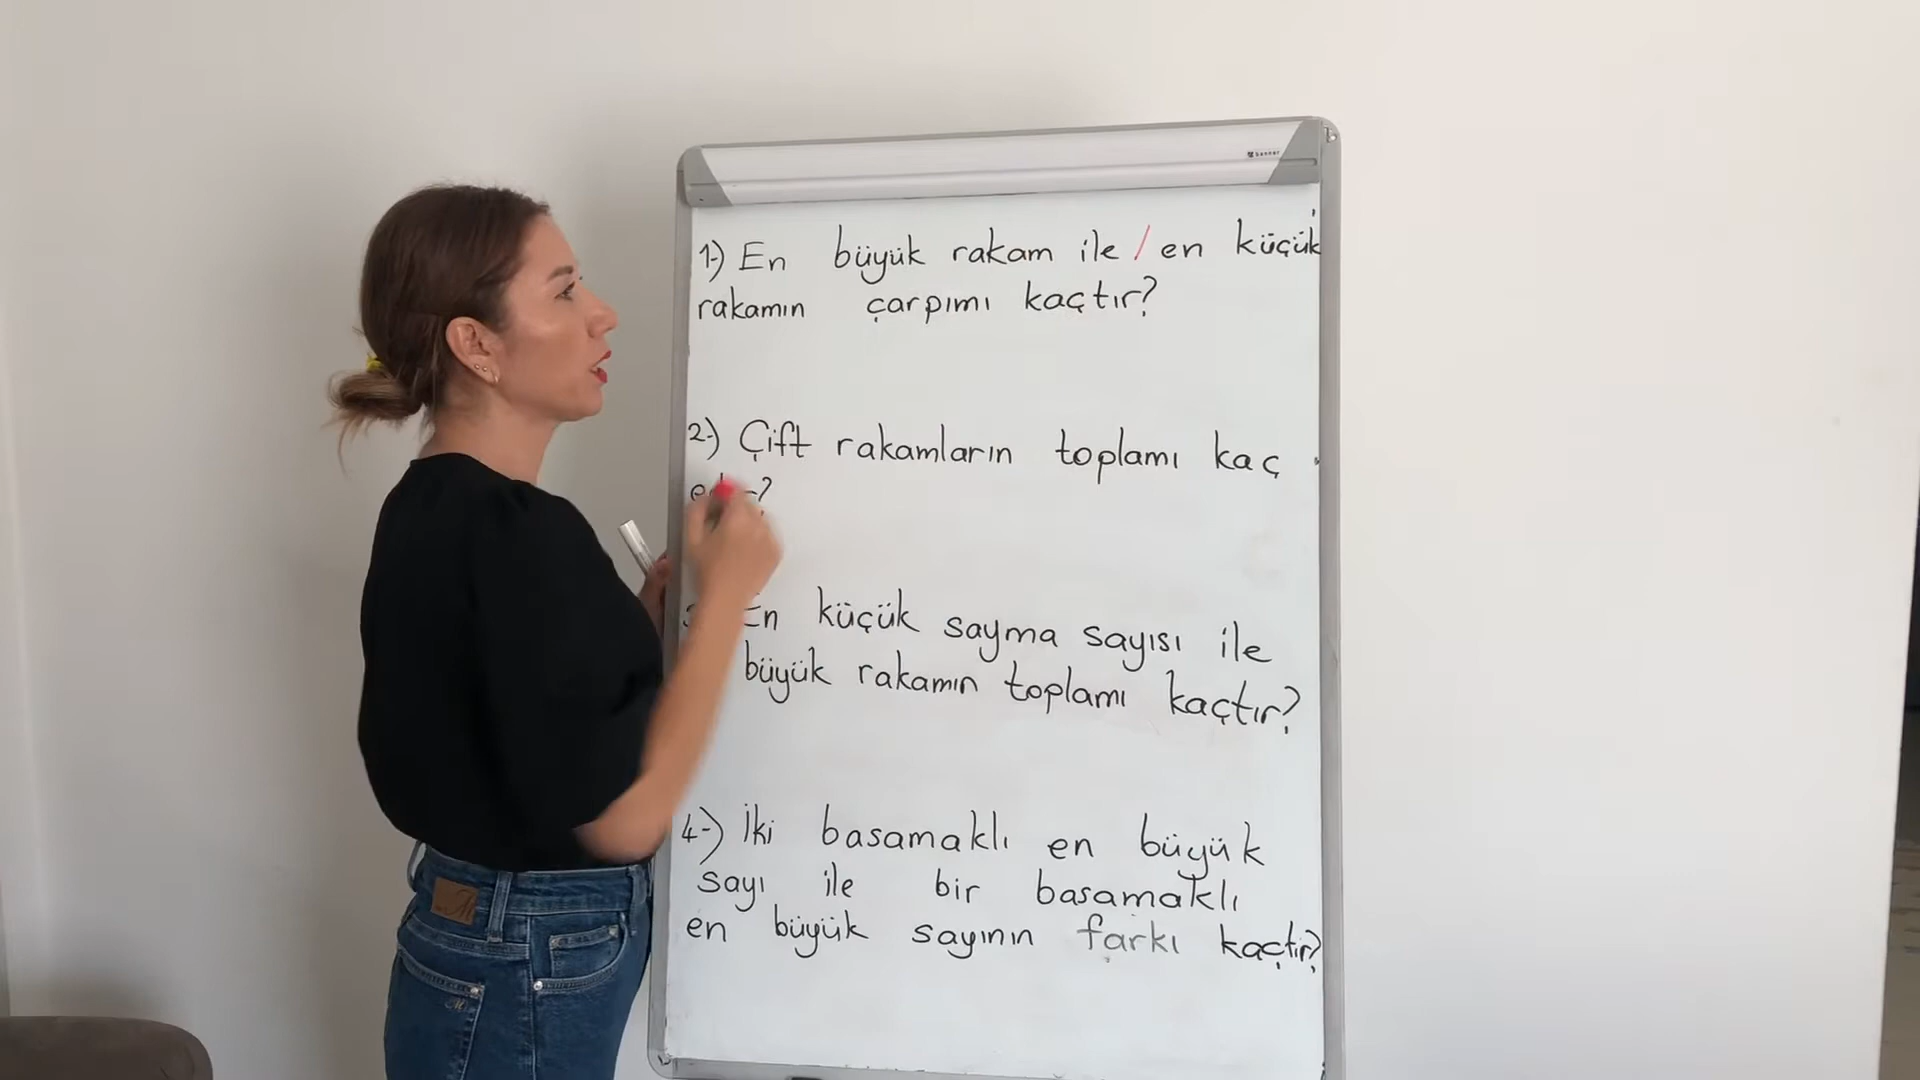 banner
1-) En büyük rakam ile / en küçük
rakamın çarpımı kaçtır?
2-) Çift rakamların toplamı kaç
En küçük sayma sayısı ile
büyük rakamın toplamı kaçtır?
4-) İki basamaklı en büyük
sayı ile bir basamaklı
en büyük sayının farkı kaçtır?